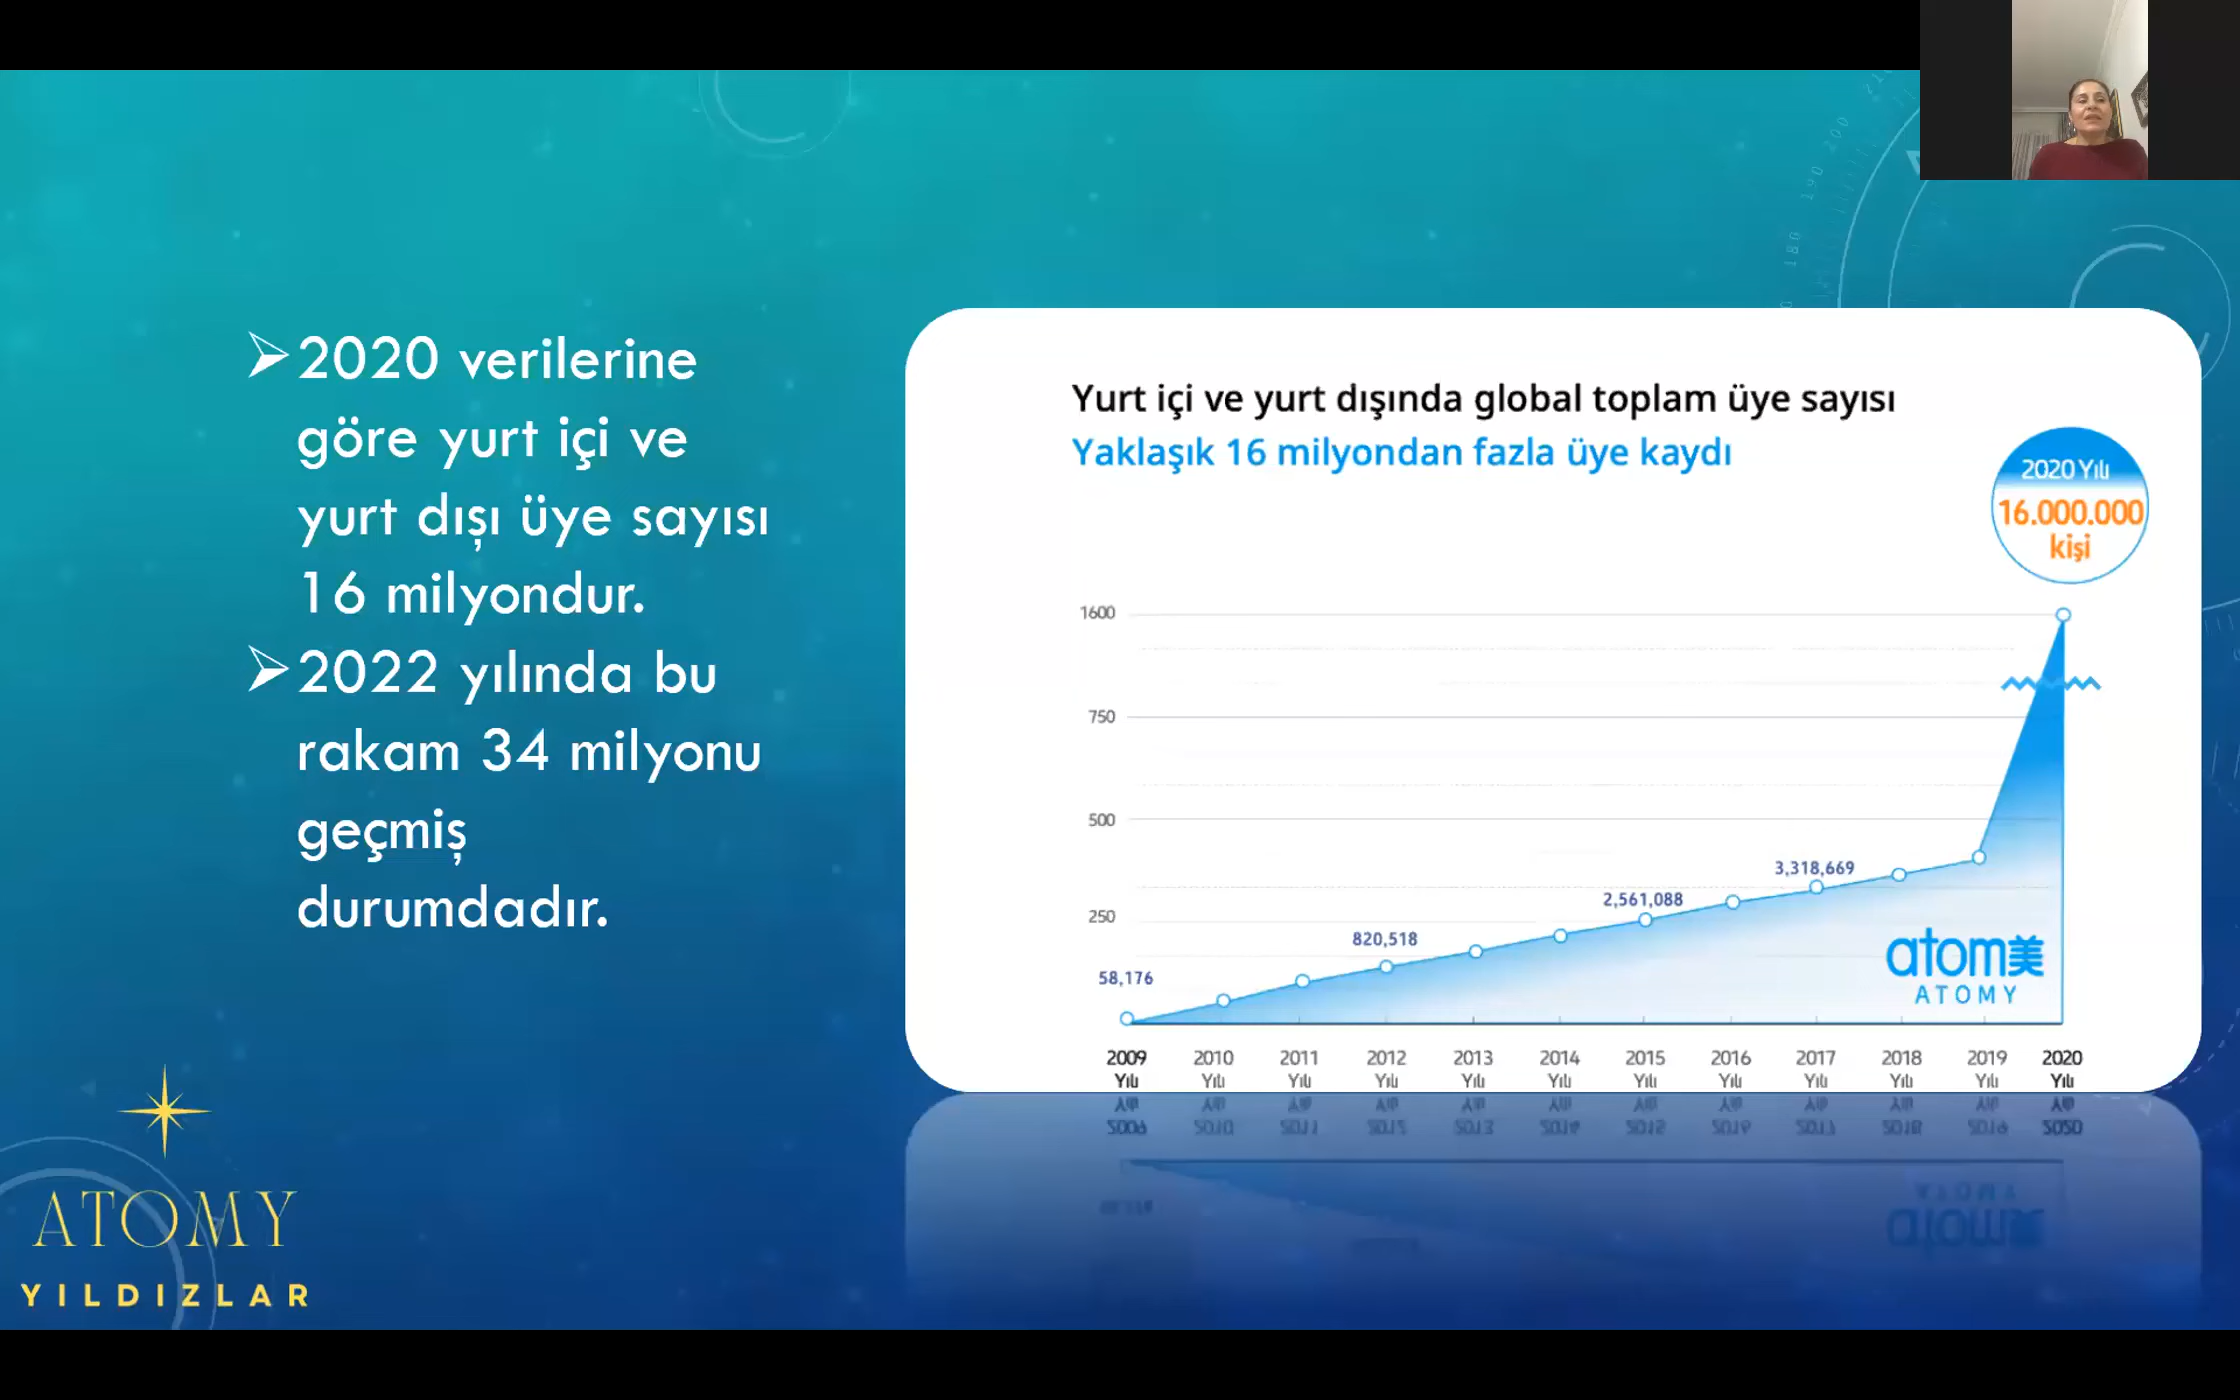 2020 verilerine
göre yurt içi ve
yurt dışı üye sayısı
16 milyondur.
2022 yılında bu
rakam 34 milyonu
geçmiş
durumdadır.
ATOMY
YILDIZLAR
Yurt içi ve yurt dışında global toplam üye sayısı
Yaklaşık 16 milyondan fazla üye kaydı
2020 Yılı
16.000.000
kişi
1600
750
500
250
58,176
820,518
2,561,088
3,318,669
atom美
ATOMY
2009 2010 2011 2012 2013 2014 2015 2016 2017 2018 2019 2020
Yılı Yılı Yılı Yılı Yılı Yılı Yılı Yılı Yılı Yılı Yılı Yılı